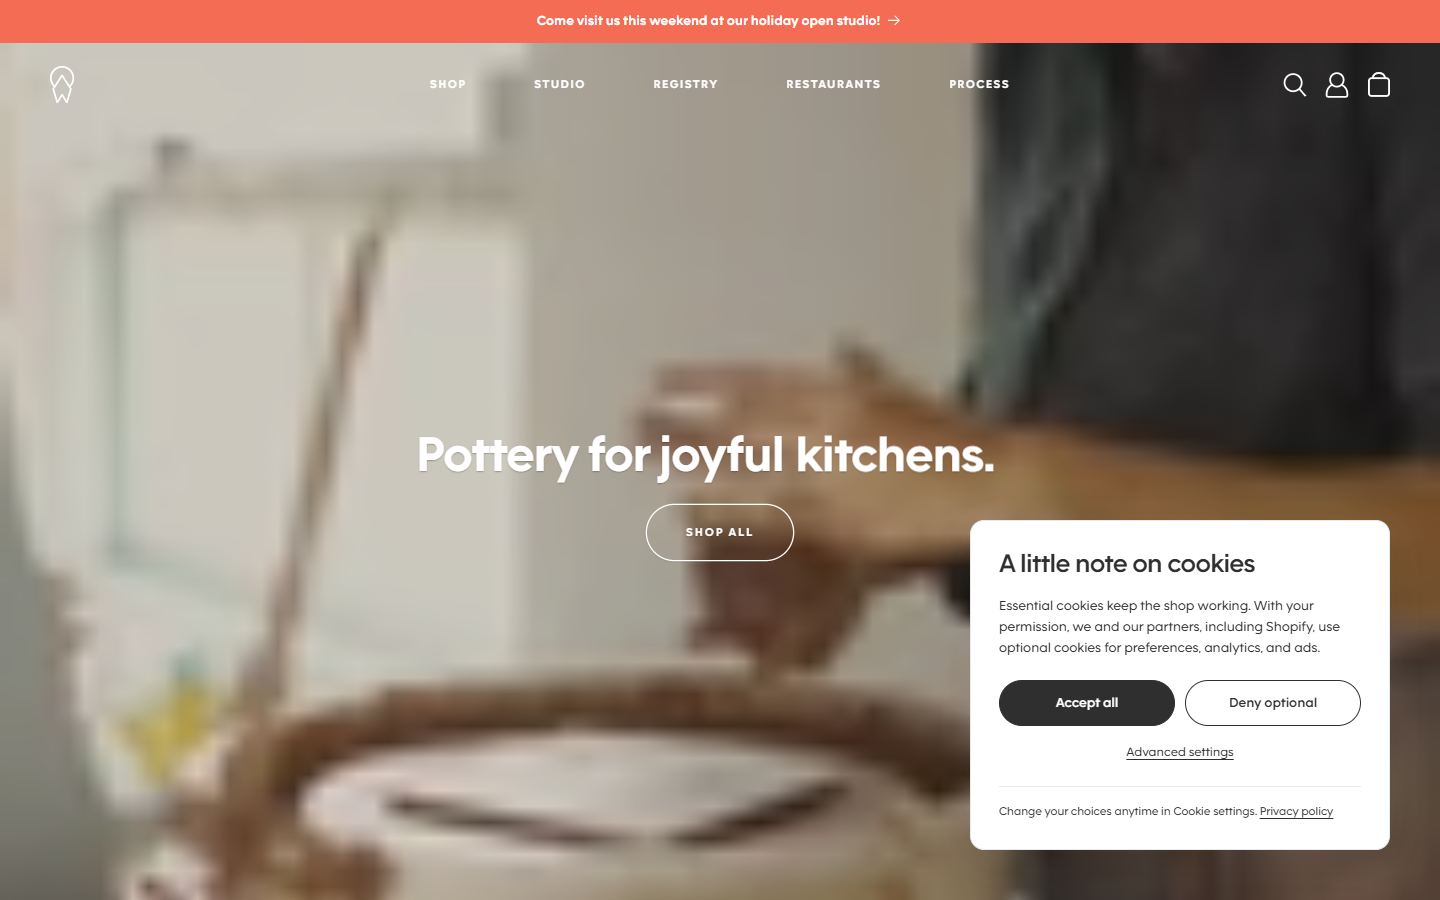 Come visit us this weekend at our holiday open studio! →
SHOP STUDIO REGISTRY RESTAURANTS PROCESS
Pottery for joyful kitchens.
SHOP ALL
A little note on cookies
Essential cookies keep the shop working. With your
permission, we and our partners, including Shopify, use
optional cookies for preferences, analytics, and ads.
Accept all Deny optional
Advanced settings
Change your choices anytime in Cookie settings. Privacy policy